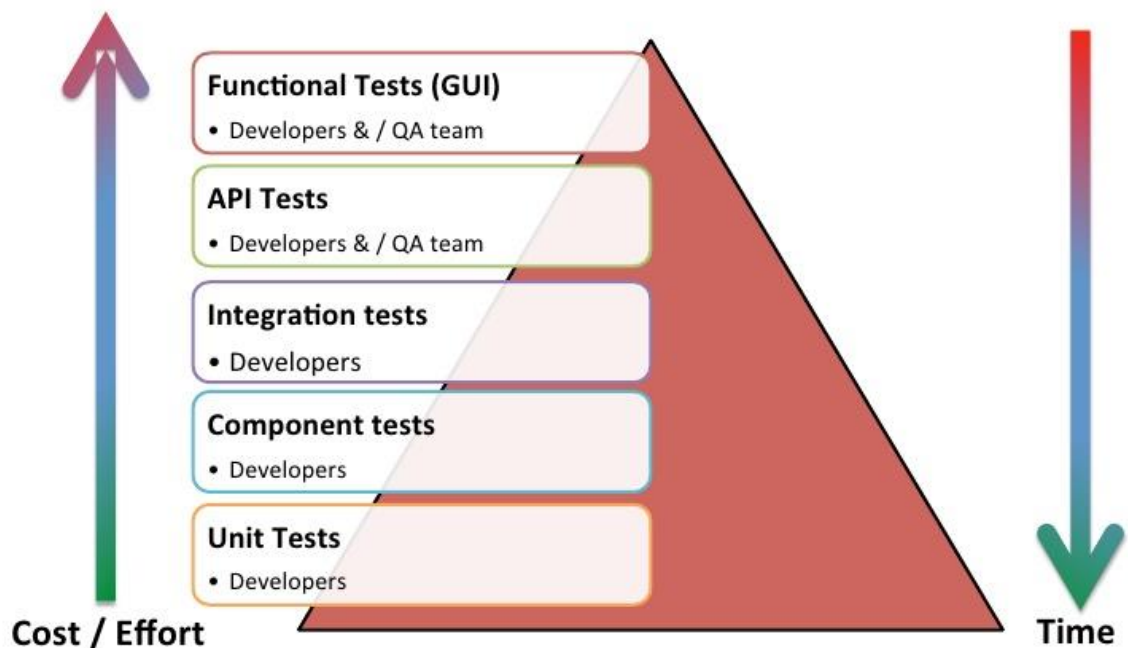 Functional Tests (GUI)
• Developers & / QA team
API Tests
• Developers & / QA team
Integration tests
• Developers
Component tests
• Developers
Unit Tests
• Developers
Cost / Effort
Time